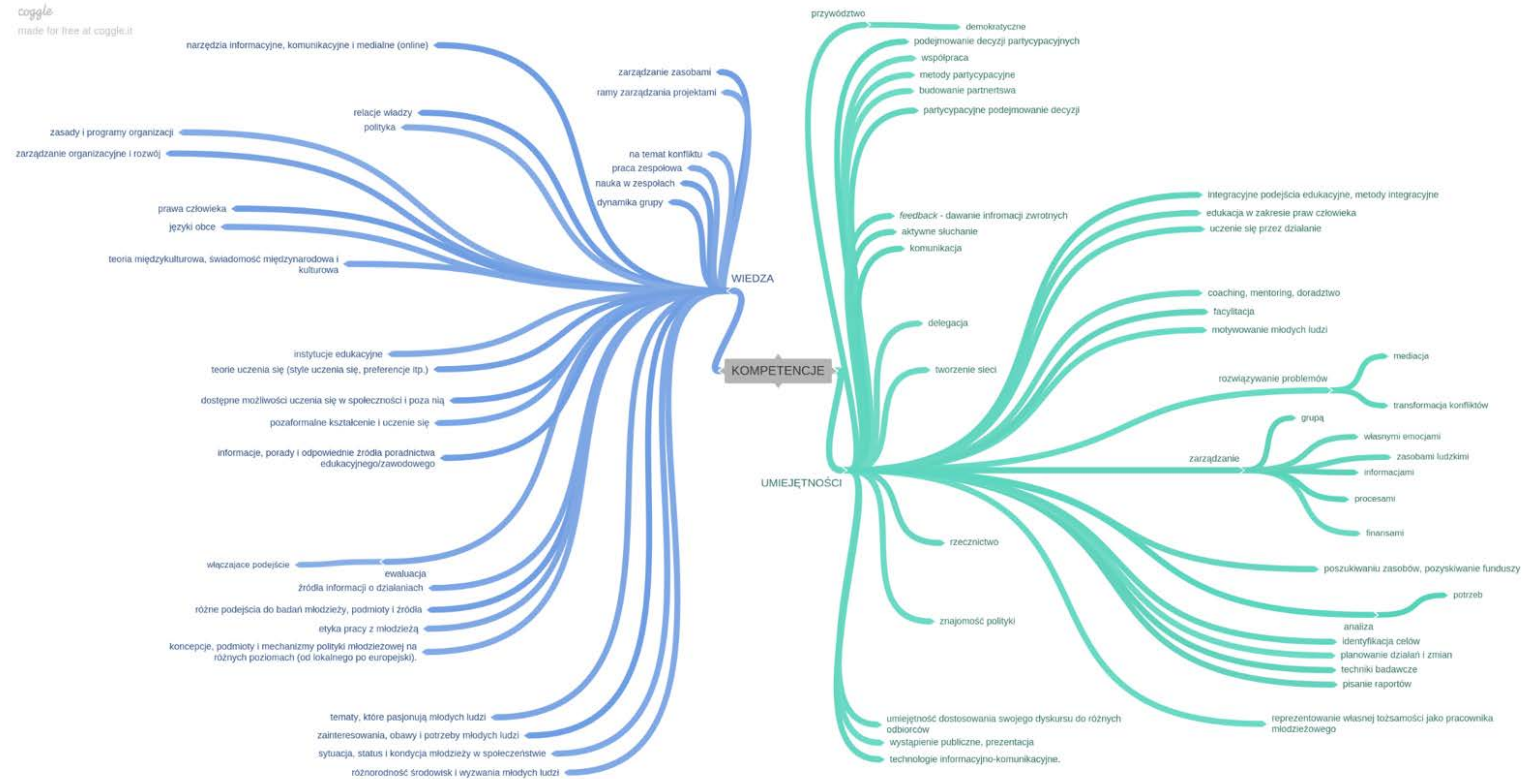 coggle
made for free at coggle.it
KOMPETENCJE
WIEDZA
narzędzia informacyjne, komunikacyjne i medialne (online)
zarządzanie zasobami
ramy zarządzania projektami
relacje władzy
polityka
zasady i programy organizacji
zarządzanie organizacyjne i rozwój
na temat konfliktu
praca zespołowa
nauka w zespołach
dynamika grupy
prawa człowieka
języki obce
teoria międzykulturowa, świadomość międzynarodowa i
kulturowa
instytucje edukacyjne
teorie uczenia się (style uczenia się, preferencje itp.)
dostępne możliwości uczenia się w społeczności i poza nią
pozaformalne kształcenie i uczenie się
informacje, porady i odpowiednie źródła poradnictwa
edukacyjnego/zawodowego
włączajace podejście
ewaluacja
źródła informacji o działaniach
różne podejścia do badań młodzieży, podmioty i źródła
etyka pracy z młodzieżą
koncepcje, podmioty i mechanizmy polityki młodzieżowej na
różnych poziomach (od lokalnego po europejski).
tematy, które pasjonują młodych ludzi
zainteresowania, obawy i potrzeby młodych ludzi
sytuacja, status i kondycja młodzieży w społeczeństwie
różnorodność środowisk i wyzwania młodych ludzi
UMIEJĘTNOŚCI
przywództwo
demokratyczne
podejmowanie decyzji partycypacyjnych
współpraca
metody partycypacyjne
budowanie partnertswa
partycypacyjne podejmowanie decyzji
feedback - dawanie infromacji zwrotnych
aktywne słuchanie
komunikacja
integracyjne podejścia edukacyjne, metody integracyjne
edukacja w zakresie praw człowieka
uczenie się przez działanie
coaching, mentoring, doradztwo
facylitacja
motywowanie młodych ludzi
delegacja
tworzenie sieci
rozwiązywanie problemów
mediacja
transformacja konfliktów
zarządzanie
grupą
własnymi emocjami
zasobami ludzkimi
informacjami
procesami
finansami
rzecznictwo
znajomość polityki
poszukiwaniu zasobów, pozyskiwanie funduszy
analiza
potrzeb
identyfikacja celów
planowanie działań i zmian
techniki badawcze
pisanie raportów
reprezentowanie własnej tożsamości jako pracownika
młodzieżowego
umiejętność dostosowania swojego dyskursu do różnych
odbiorców
wystąpienie publiczne, prezentacja
technologie informacyjno-komunikacyjne.